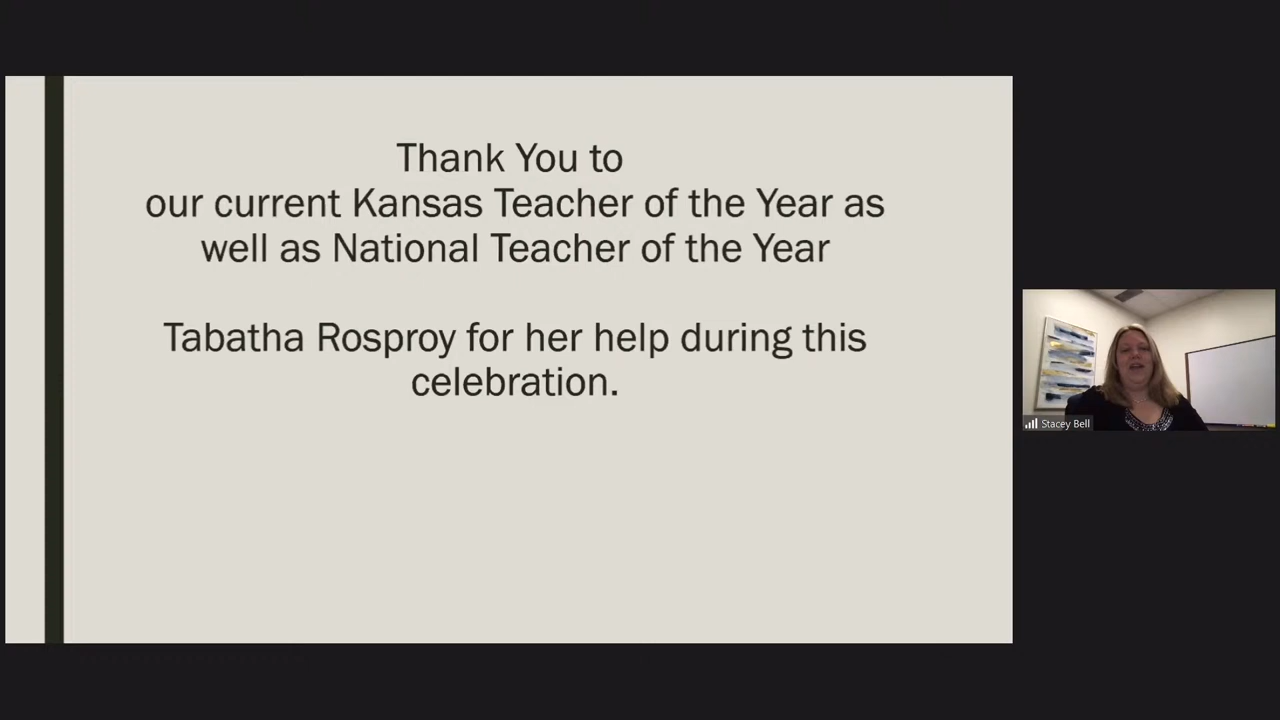 Thank You to
our current Kansas Teacher of the Year as
well as National Teacher of the Year
Tabatha Rosproy for her help during this
celebration.
Stacey Bell